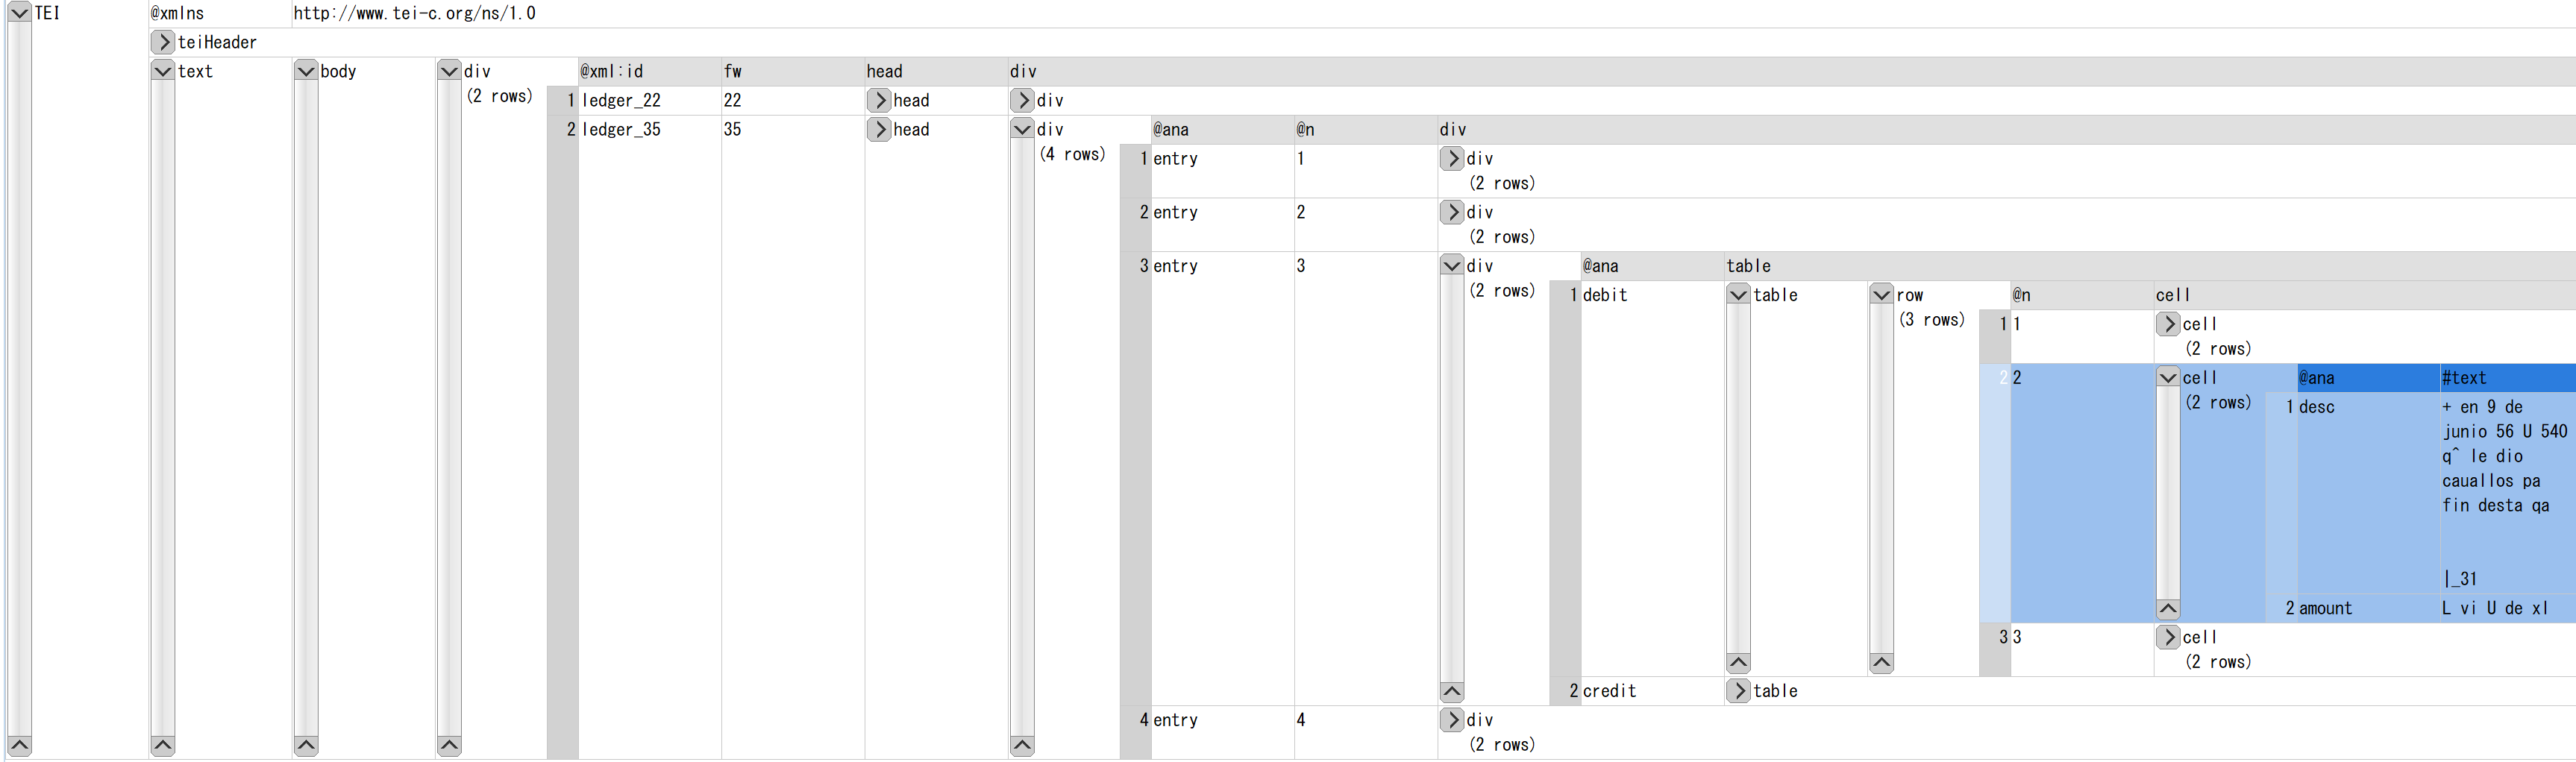 TEI @xmlns http://www.tei-c.org/ns/1.0
teiHeader
text body div @xml:id fw head div
(2 rows)
1 ledger_22 22 head div
2 ledger_35 35 head div @ana @n div
(4 rows)
1 entry 1 div
(2 rows)
2 entry 2 div
(2 rows)
3 entry 3 div @ana table
(2 rows)
1 debit table row @n cell
(3 rows)
1 1 cell
(2 rows)
2 2 cell @ana #text
(2 rows)
1 desc + en 9 de
junio 56 U 540
q^ le dio
cauallos pa
fin desta qa
|_31
2 amount L vi U de xl
3 3 cell
(2 rows)
2 credit table
4 entry 4 div
(2 rows)